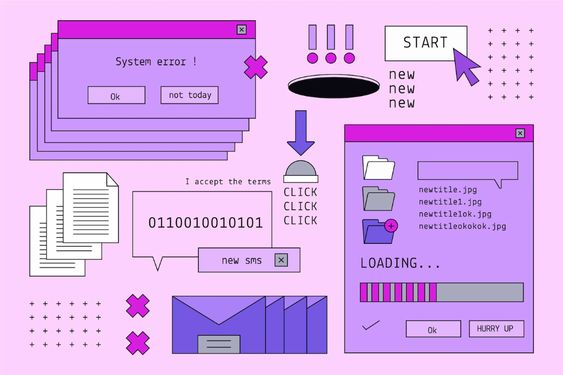 System error !
Ok
not today
START
new
new
new
I accept the terms
0110010010101
new sms
CLICK
CLICK
CLICK
newtitle.jpg
newtitle1.jpg
newtitle1ok.jpg
newtitleokokok.jpg
LOADING...
Ok
HURRY UP